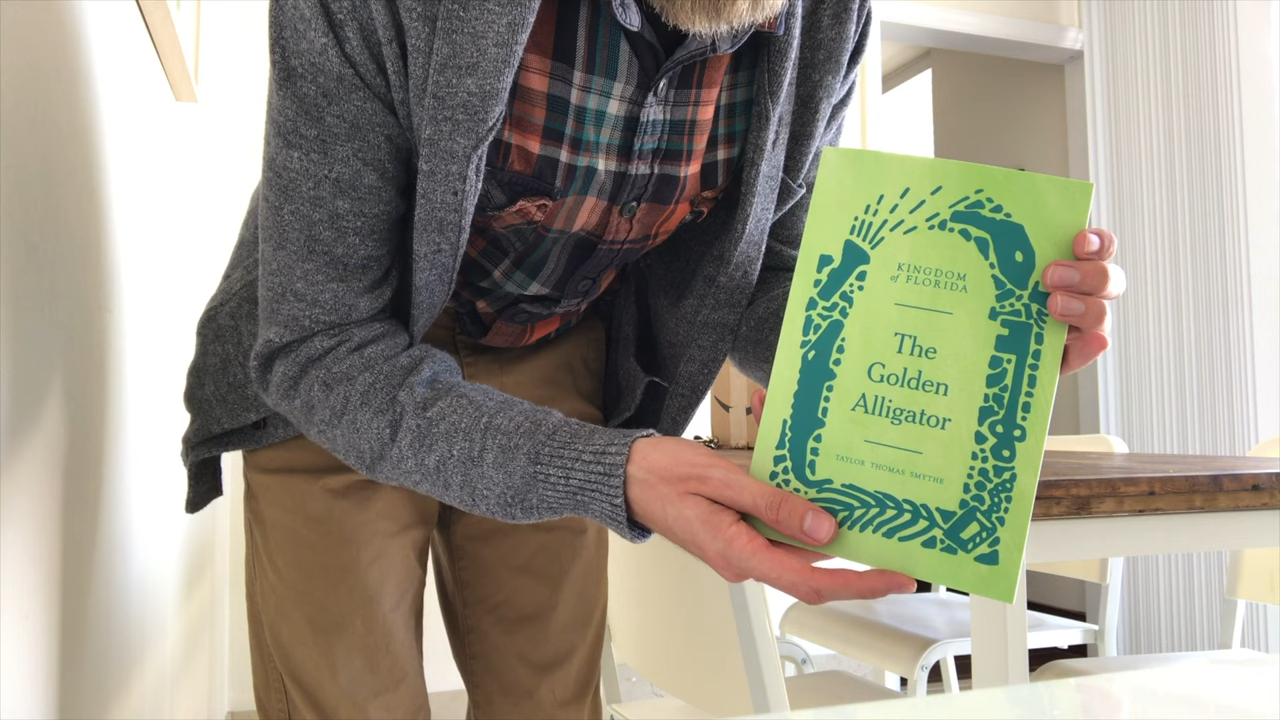 KINGDOM
of FLORIDA
The
Golden
Alligator
TAYLOR THOMAS SMYTHE